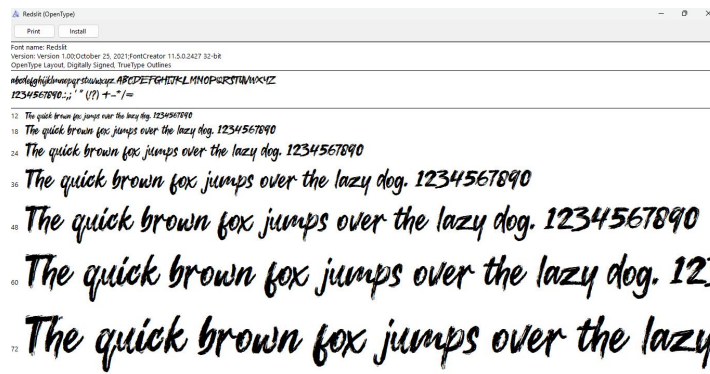 Redslit (OpenType)
Print Install
Font name: Redslit
Version: Version 1.00;October 25, 2021;FontCreator 11.5.0.2427 32-bit
OpenType Layout, Digitally Signed, TrueType Outlines
abcdefghijklmnopqrstuvwxyz ABCDEFGHIJKLMNOPQRSTUVWXYZ
1234567890.:,; ' " (!?) +-*/=
12 The quick brown fox jumps over the lazy dog. 1234567890
18 The quick brown fox jumps over the lazy dog. 1234567890
24 The quick brown fox jumps over the lazy dog. 1234567890
36 The quick brown fox jumps over the lazy dog. 1234567890
48 The quick brown fox jumps over the lazy dog. 1234567890
60 The quick brown fox jumps over the lazy dog. 123
72 The quick brown fox jumps over the lazy